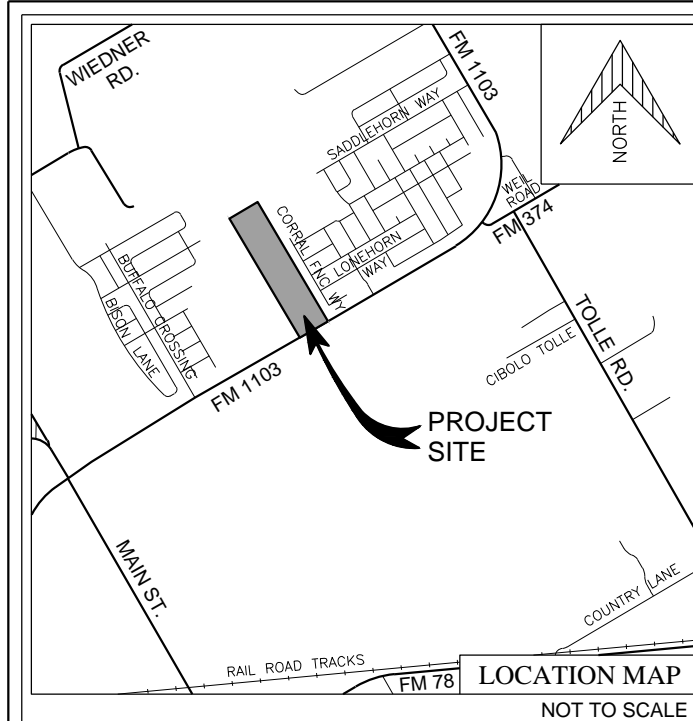 WIEDNER
RD.
FM 1103
SADDLEHORN WAY
NORTH
WEIL
ROAD
FM 374
CORRAL FNC WY
LONEHORN
WAY
BUFFALO CROSSING
BISON LANE
TOLLE RD.
CIBOLO TOLLE
FM 1103
PROJECT
SITE
MAIN ST.
COUNTRY LANE
RAIL ROAD TRACKS
FM 78
LOCATION MAP
NOT TO SCALE